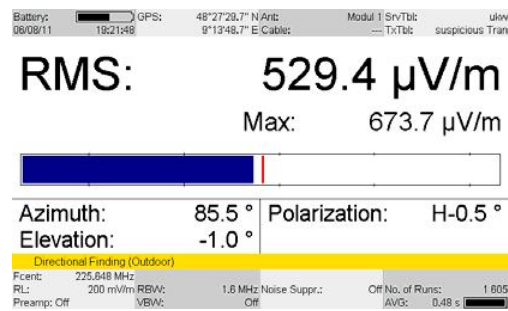 Battery: GPS: 48°27'29.7" N Ant: Modul 1 SrvTbl: ukw
06/08/11 19:21:48 9°13'48.7" E Cable: --- TxTbl: suspicious Tran
RMS: 529.4 µV/m
Max: 673.7 µV/m
Azimuth: 85.5 ° Polarization: H-0.5 °
Elevation: -1.0 °
Directional Finding (Outdoor)
Fcent: 225.648 MHz
RL: 200 mV/m RBW: 1.6 MHz Noise Suppr.: Off No. of Runs: 1 605
Preamp: Off VBW: Off AVG: 0.48 s